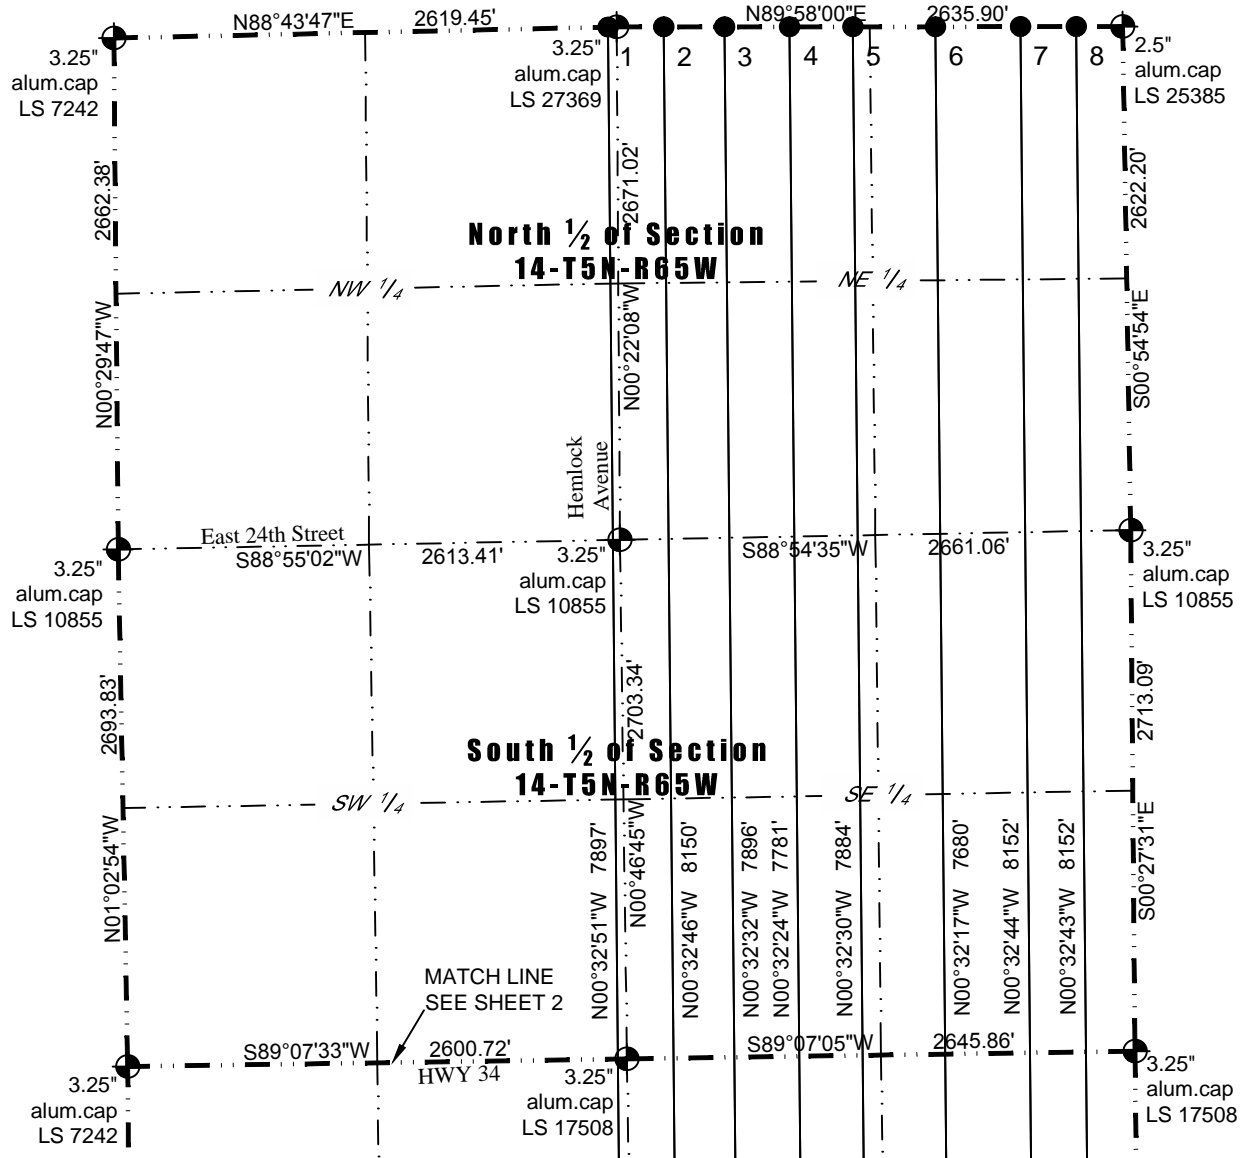 N88°43'47"E 2619.45' N89°58'00"E 2635.90'
3.25"
alum.cap
LS 7242
3.25"
alum.cap
LS 27369
1 2 3 4 5 6 7 8
2.5"
alum.cap
LS 25385
2662.38'
2671.02'
2622.20'
North ½ of Section
14-T5N-R65W
NW 1/4
NE 1/4
N00°29'47"W
N00°22'08"W
S00°54'54"E
Hemlock
Avenue
East 24th Street
S88°55'02"W 2613.41'
S88°54'35"W 2661.06'
3.25"
alum.cap
LS 10855
3.25"
alum.cap
LS 10855
3.25"
alum.cap
LS 10855
2693.83'
2703.34'
2713.09'
South ½ of Section
14-T5N-R65W
SW 1/4
SE 1/4
N01°02'54"W
N00°32'51"W 7897'
N00°46'45"W
N00°32'46"W 8150'
N00°32'32"W 7896'
N00°32'24"W 7781'
N00°32'30"W 7884'
N00°32'17"W 7680'
N00°32'44"W 8152'
N00°32'43"W 8152'
S00°27'31"E
MATCH LINE
SEE SHEET 2
S89°07'33"W 2600.72'
HWY 34
S89°07'05"W 2645.86'
3.25"
alum.cap
LS 7242
3.25"
alum.cap
LS 17508
3.25"
alum.cap
LS 17508